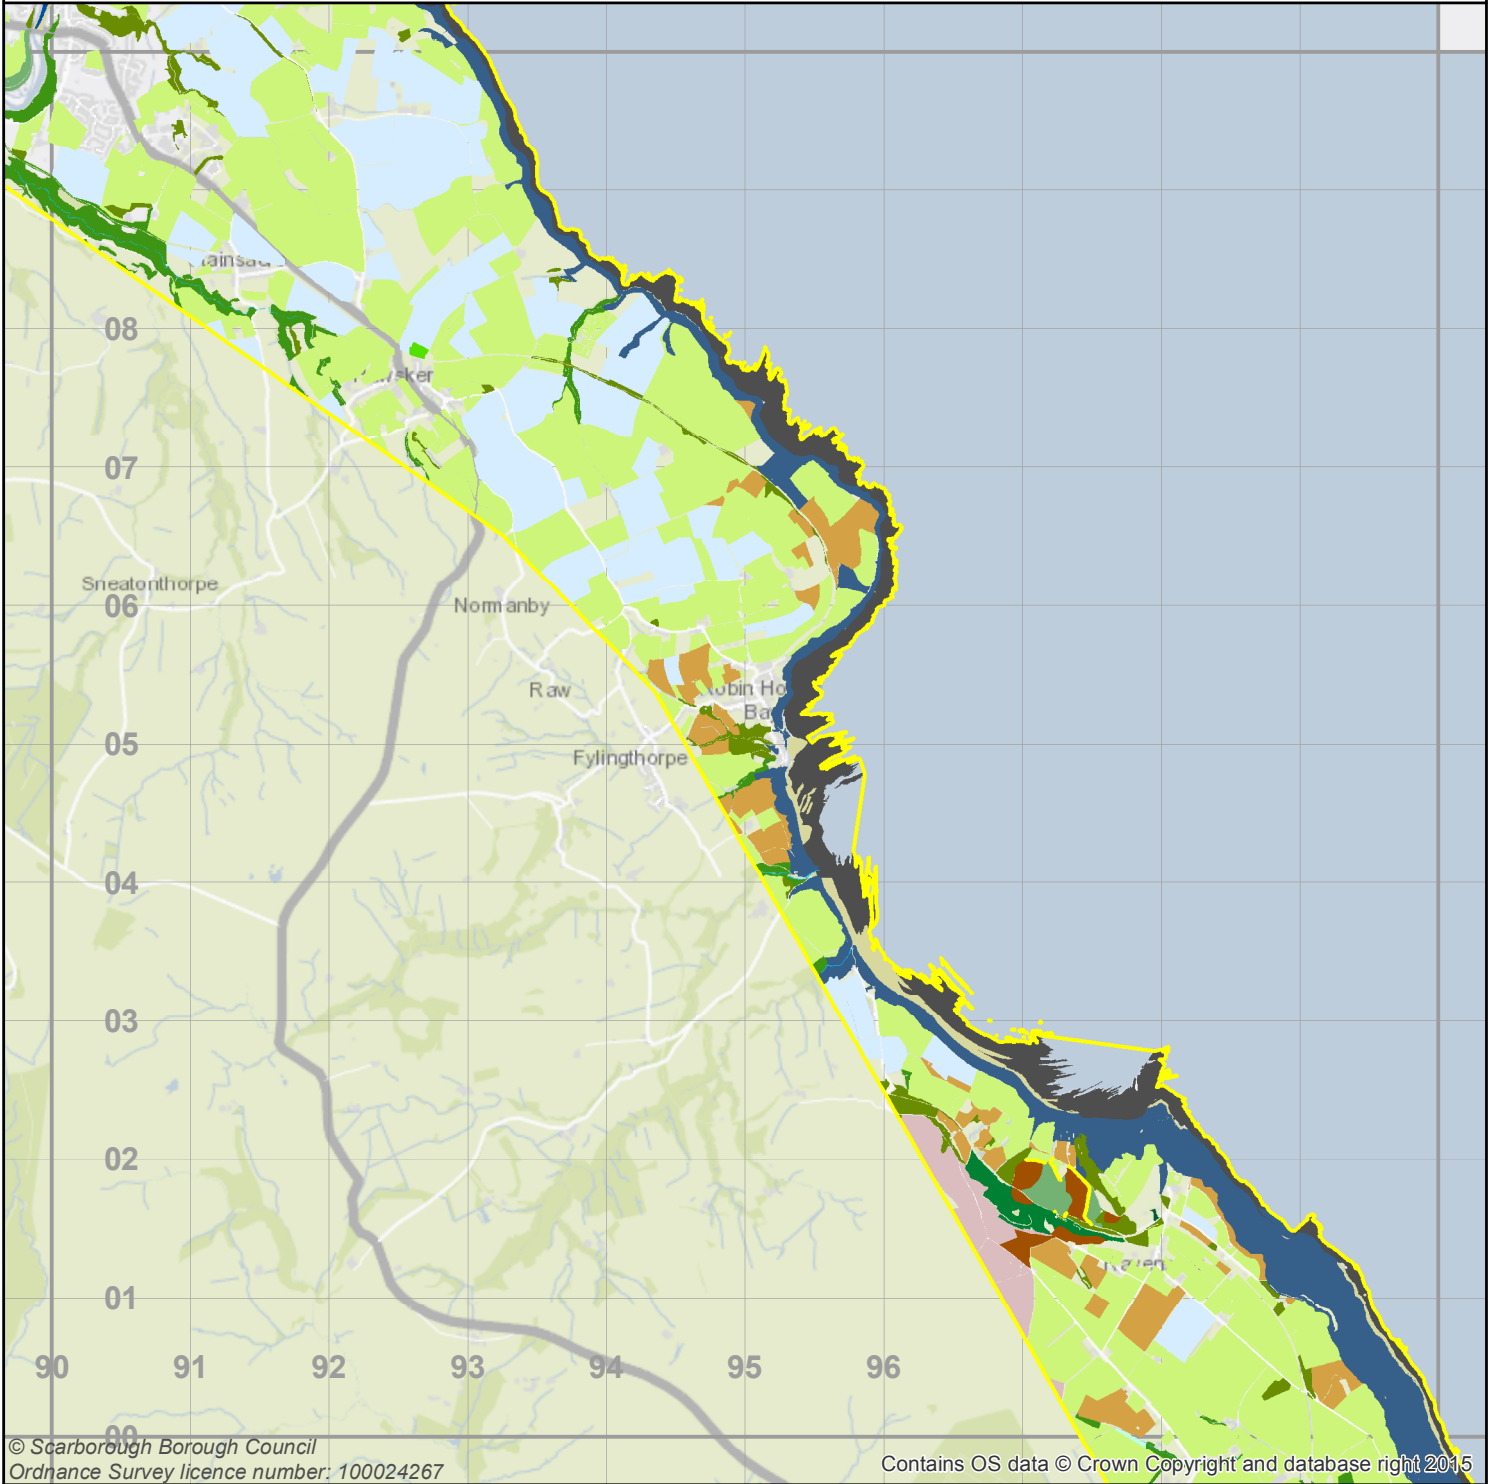 08
07
Sneatonthorpe
06
Normanby
Raw
05
Fylingthorpe
04
03
02
01
90 91 92 93 94 95 96
00
© Scarborough Borough Council
Ordnance Survey licence number: 100024267
Contains OS data © Crown Copyright and database right 2015